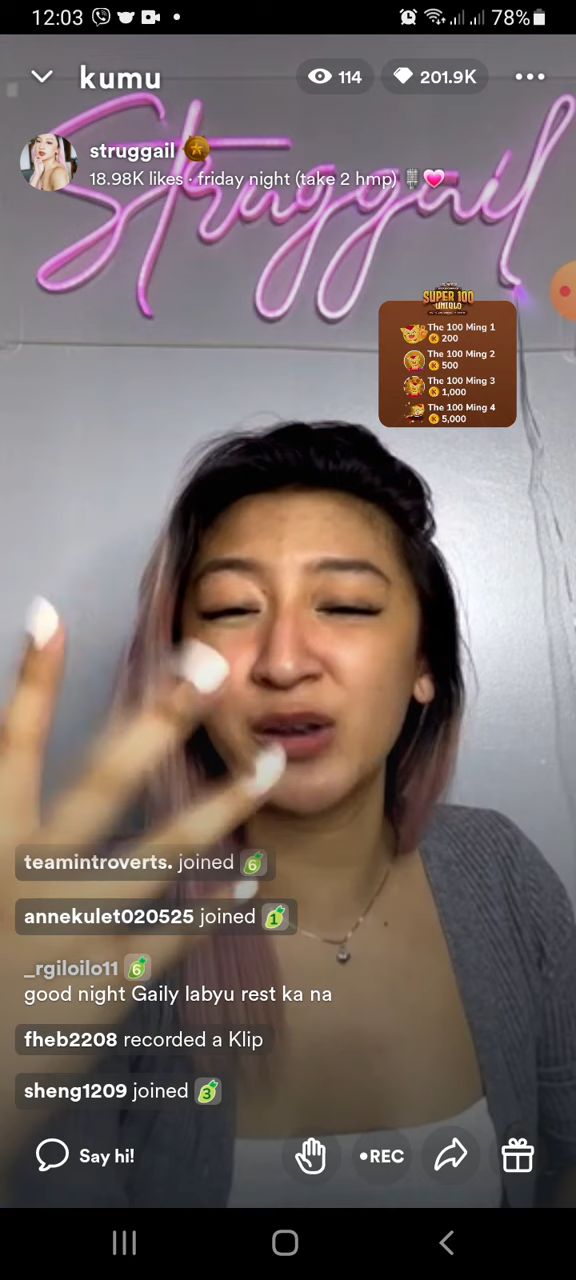 12:03
78%
kumu
114
201.9K
struggail
18.98K likes · friday night (take 2 hmp) 🎙️💗
Struggail
SUPER 100
UNTOLD
The 100 Ming 1
200
The 100 Ming 2
500
The 100 Ming 3
1,000
The 100 Ming 4
5,000
teamintroverts. joined 6
annekulet020525 joined 1
_rgiloilo11 6
good night Gaily labyu rest ka na
fheb2208 recorded a Klip
sheng1209 joined 3
Say hi!
•REC